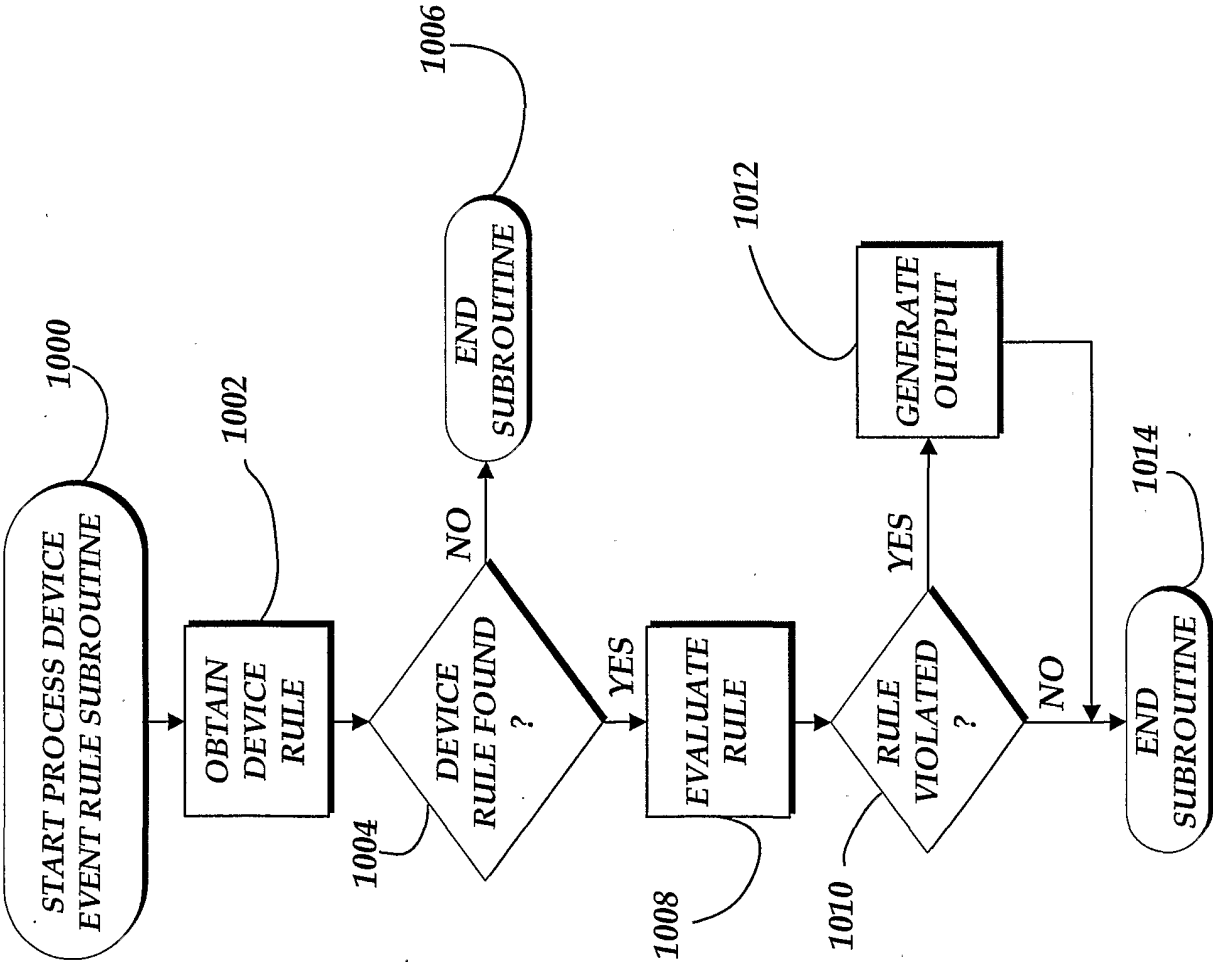 1000
START PROCESS DEVICE
EVENT RULE SUBROUTINE
1002
OBTAIN
DEVICE
RULE
1004
DEVICE
RULE FOUND
?
NO
1006
END
SUBROUTINE
YES
1008
EVALUATE
RULE
1010
RULE
VIOLATED
?
YES
1012
GENERATE
OUTPUT
NO
1014
END
SUBROUTINE